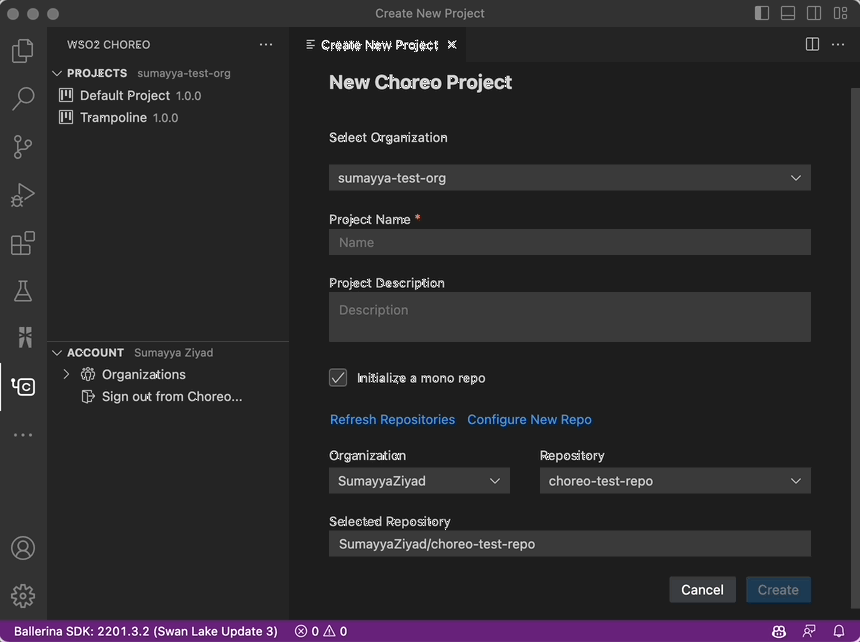 Create New Project
WSO2 CHOREO
Create New Project
PROJECTS sumayya-test-org
Default Project 1.0.0
Trampoline 1.0.0
New Choreo Project
Select Organization
sumayya-test-org
Project Name *
Name
Project Description
Description
Initialize a mono repo
Refresh Repositories Configure New Repo
Organization Repository
SumayyaZiyad choreo-test-repo
Selected Repository
SumayyaZiyad/choreo-test-repo
Cancel Create
ACCOUNT Sumayya Ziyad
Organizations
Sign out from Choreo...
Ballerina SDK: 2201.3.2 (Swan Lake Update 3) 0 0